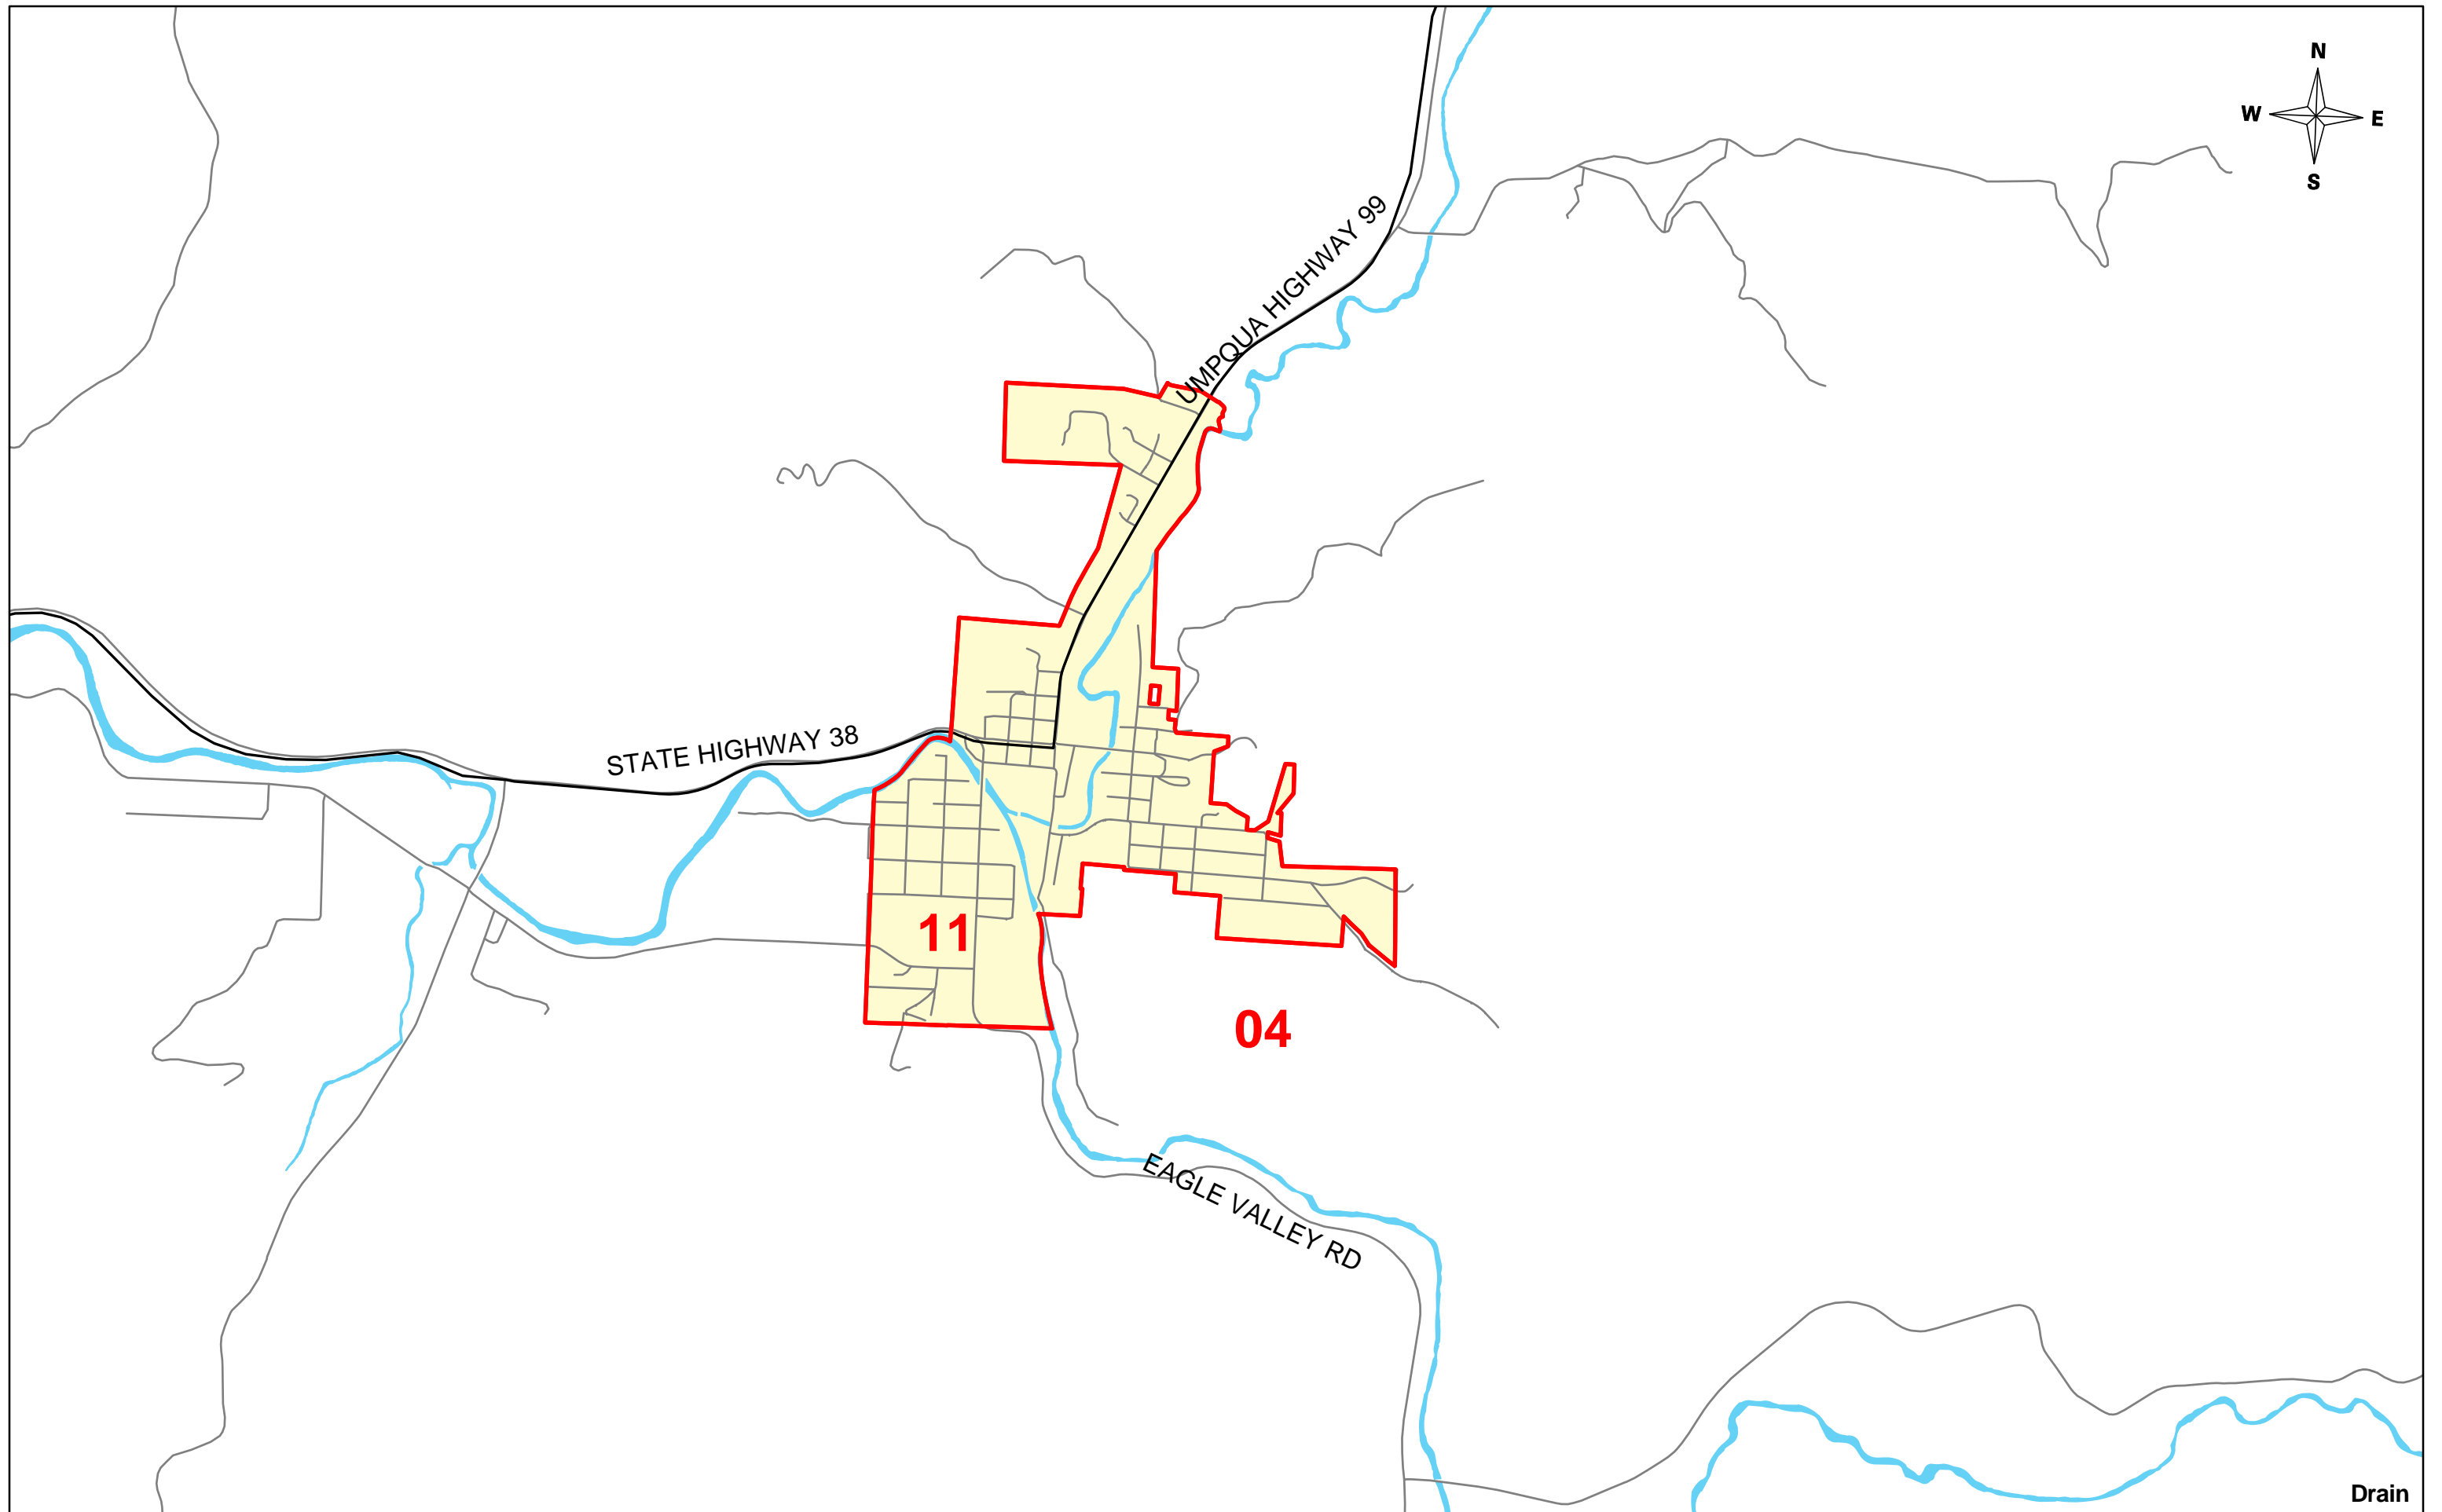 N
W
E
S
UMPQUA HIGHWAY 99
STATE HIGHWAY 38
11
04
EAGLE VALLEY RD
Drain